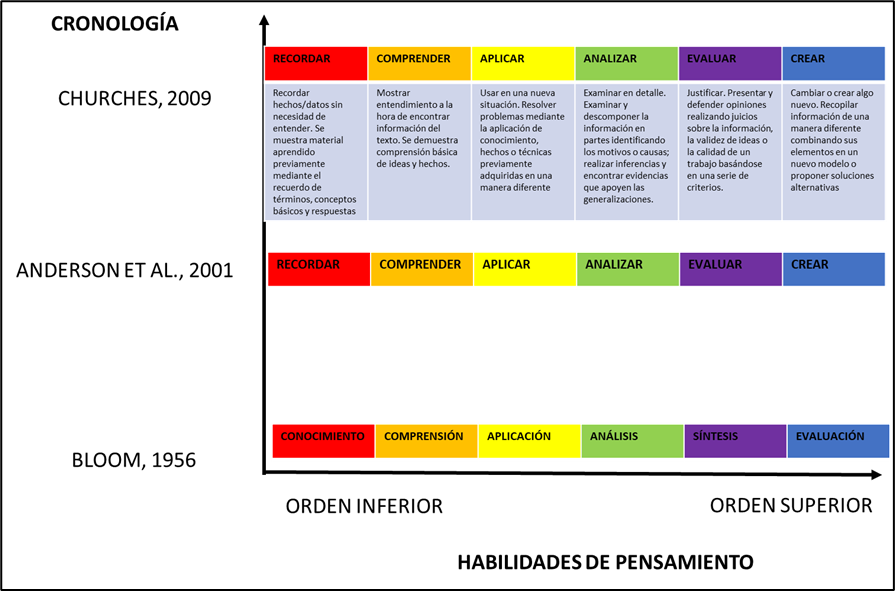 CRONOLOGÍA
RECORDAR
COMPRENDER
APLICAR
ANALIZAR
EVALUAR
CREAR
CHURCHES, 2009
Recordar
hechos/datos sin
necesidad de
entender. Se
muestra material
aprendido
previamente
mediante el
recuerdo de
términos, conceptos
básicos y respuestas
Mostrar
entendimiento a la
hora de encontrar
información del
texto. Se demuestra
comprensión básica
de ideas y hechos.
Usar en una nueva
situación. Resolver
problemas mediante
la aplicación de
conocimiento,
hechos o técnicas
previamente
adquiridas en una
manera diferente
Examinar en detalle.
Examinar y
descomponer la
información en
partes identificando
los motivos o causas;
realizar inferencias y
encontrar evidencias
que apoyen las
generalizaciones.
Justificar. Presentar y
defender opiniones
realizando juicios
sobre la información,
la validez de ideas o
la calidad de un
trabajo basándose
en una serie de
criterios.
Cambiar o crear algo
nuevo. Recopilar
información de una
manera diferente
combinando sus
elementos en un
nuevo modelo o
proponer soluciones
alternativas
ANDERSON ET AL., 2001
RECORDAR
COMPRENDER
APLICAR
ANALIZAR
EVALUAR
CREAR
BLOOM, 1956
CONOCIMIENTO
COMPRENSIÓN
APLICACIÓN
ANÁLISIS
SÍNTESIS
EVALUACIÓN
ORDEN INFERIOR
ORDEN SUPERIOR
HABILIDADES DE PENSAMIENTO